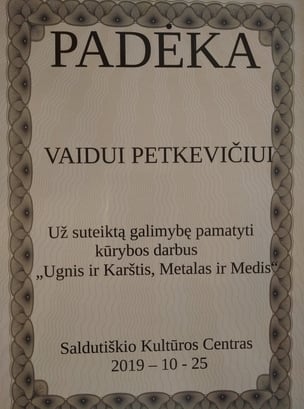 PADĖKA
VAIDUI PETKEVIČIUI
Už suteiktą galimybę pamatyti
kūrybos darbus
„Ugnis ir Karštis, Metalas ir Medis“
Saldutiškio Kultūros Centras
2019 – 10 - 25